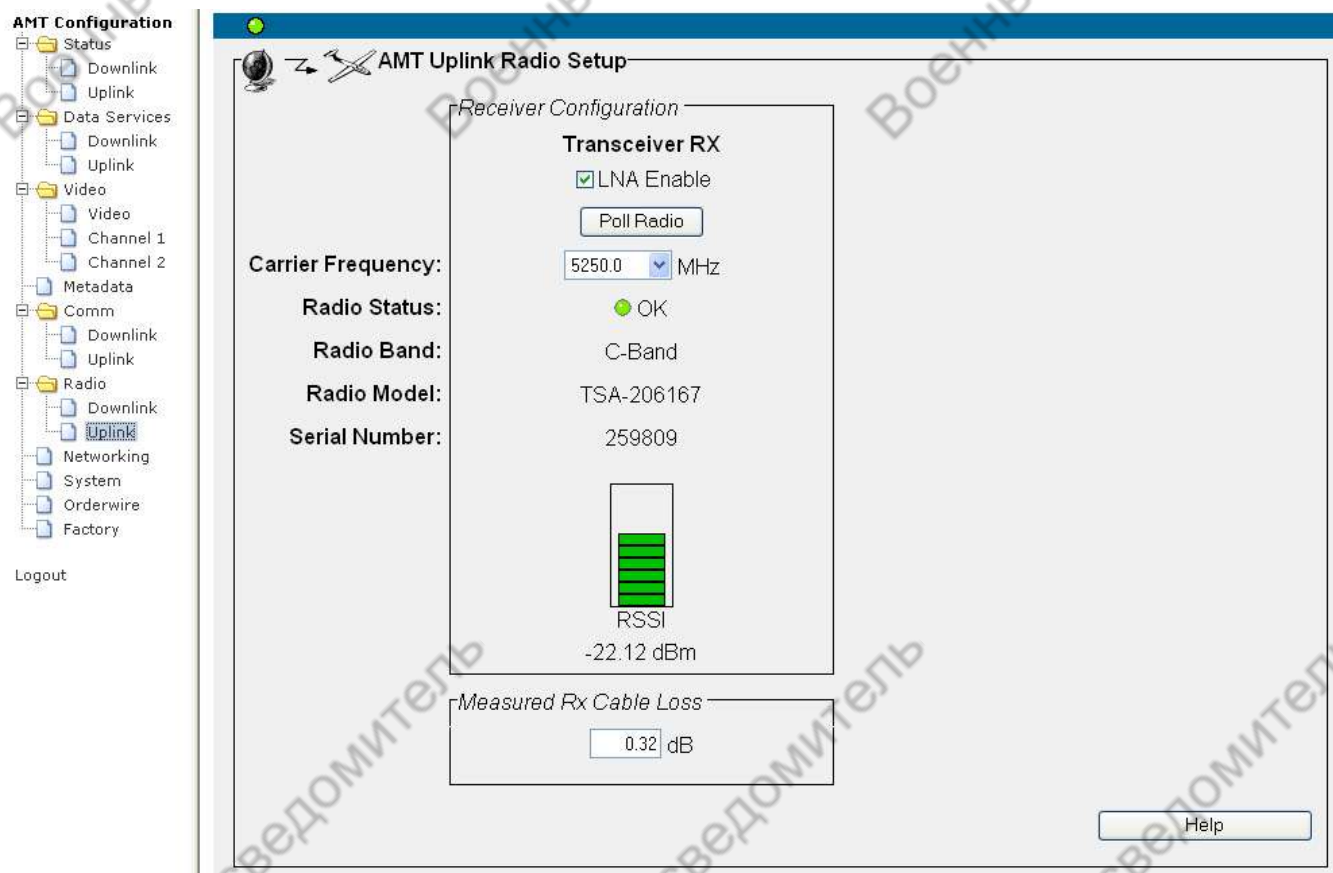 AMT Configuration
Status
Downlink
Uplink
Data Services
Downlink
Uplink
Video
Video
Channel 1
Channel 2
Metadata
Comm
Downlink
Uplink
Radio
Downlink
Uplink
Networking
System
Orderwire
Factory
Logout
AMT Uplink Radio Setup
Receiver Configuration
Transceiver RX
LNA Enable
Poll Radio
Carrier Frequency: 5250.0 MHz
Radio Status: OK
Radio Band: C-Band
Radio Model: TSA-206167
Serial Number: 259809
RSSI
-22.12 dBm
Measured Rx Cable Loss
0.32 dB
Help